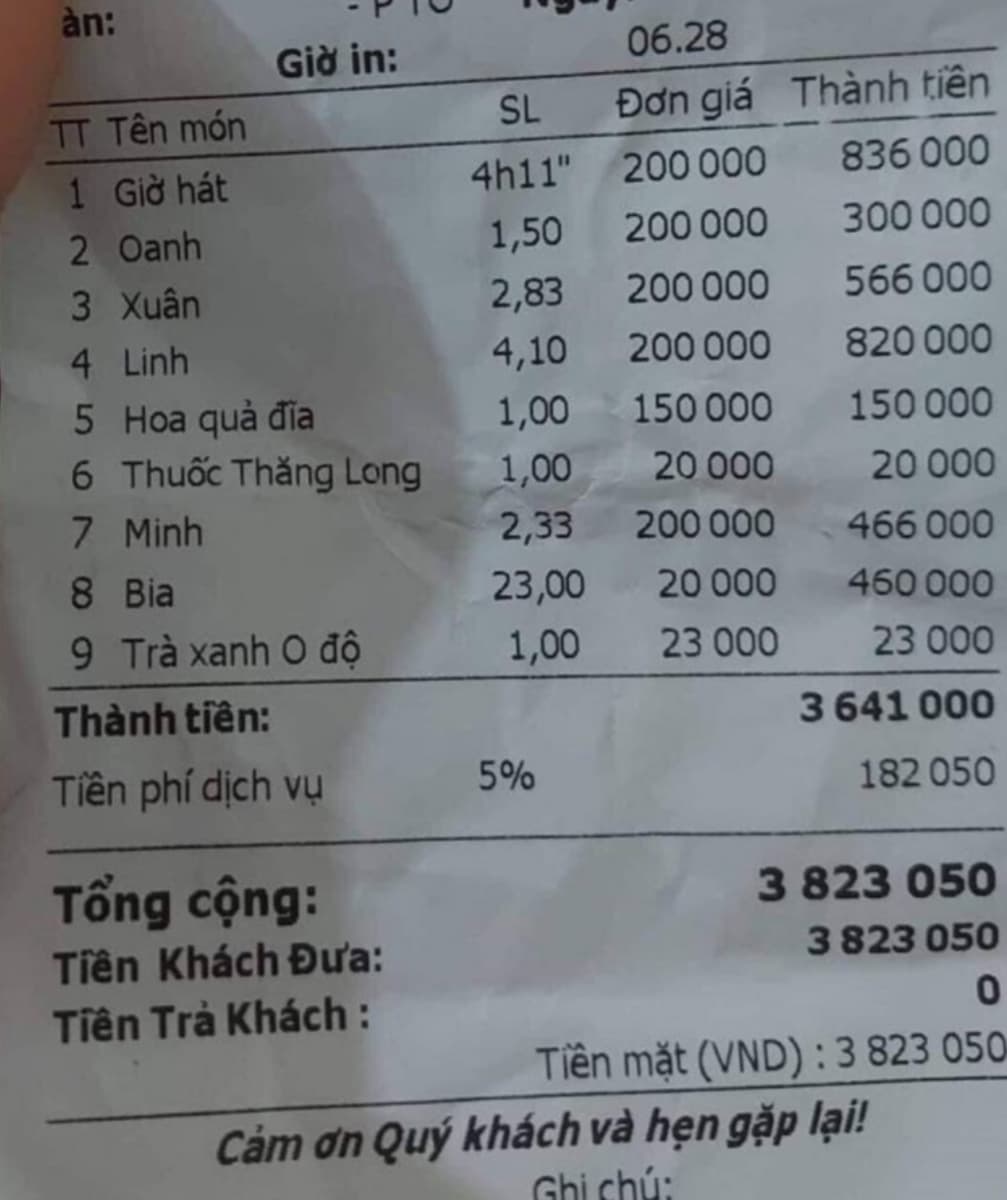 àn:
Giờ in: 06.28
TT Tên món SL Đơn giá Thành tiền
1 Giờ hát 4h11" 200 000 836 000
2 Oanh 1,50 200 000 300 000
3 Xuân 2,83 200 000 566 000
4 Linh 4,10 200 000 820 000
5 Hoa quả đĩa 1,00 150 000 150 000
6 Thuốc Thăng Long 1,00 20 000 20 000
7 Minh 2,33 200 000 466 000
8 Bia 23,00 20 000 460 000
9 Trà xanh O độ 1,00 23 000 23 000
Thành tiền: 3 641 000
Tiền phí dịch vụ 5% 182 050
Tổng cộng: 3 823 050
Tiền Khách Đưa: 3 823 050
Tiền Trả Khách : 0
Tiền mặt (VND) : 3 823 050
Cảm ơn Quý khách và hẹn gặp lại!
Ghi chú: